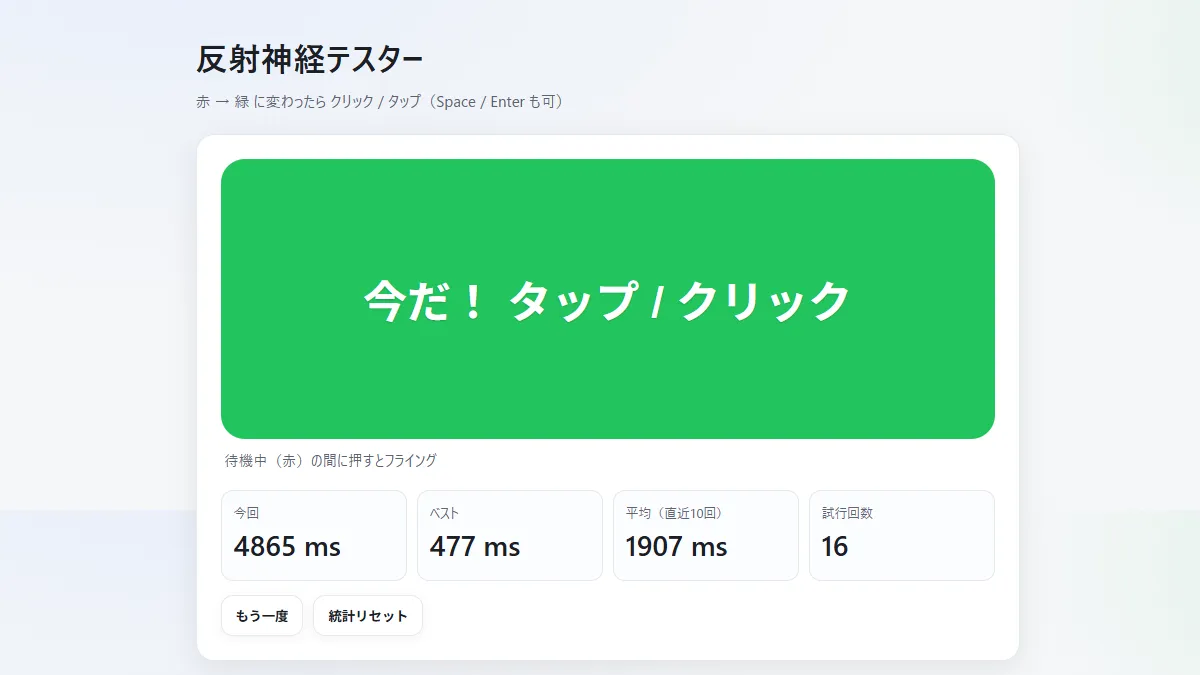 反射神経テスター
赤 → 緑 に変わったら クリック / タップ（Space / Enter も可）
今だ！ タップ / クリック
待機中（赤）の間に押すとフライング
今回
4865 ms
ベスト
477 ms
平均（直近10回）
1907 ms
試行回数
16
もう一度
統計リセット